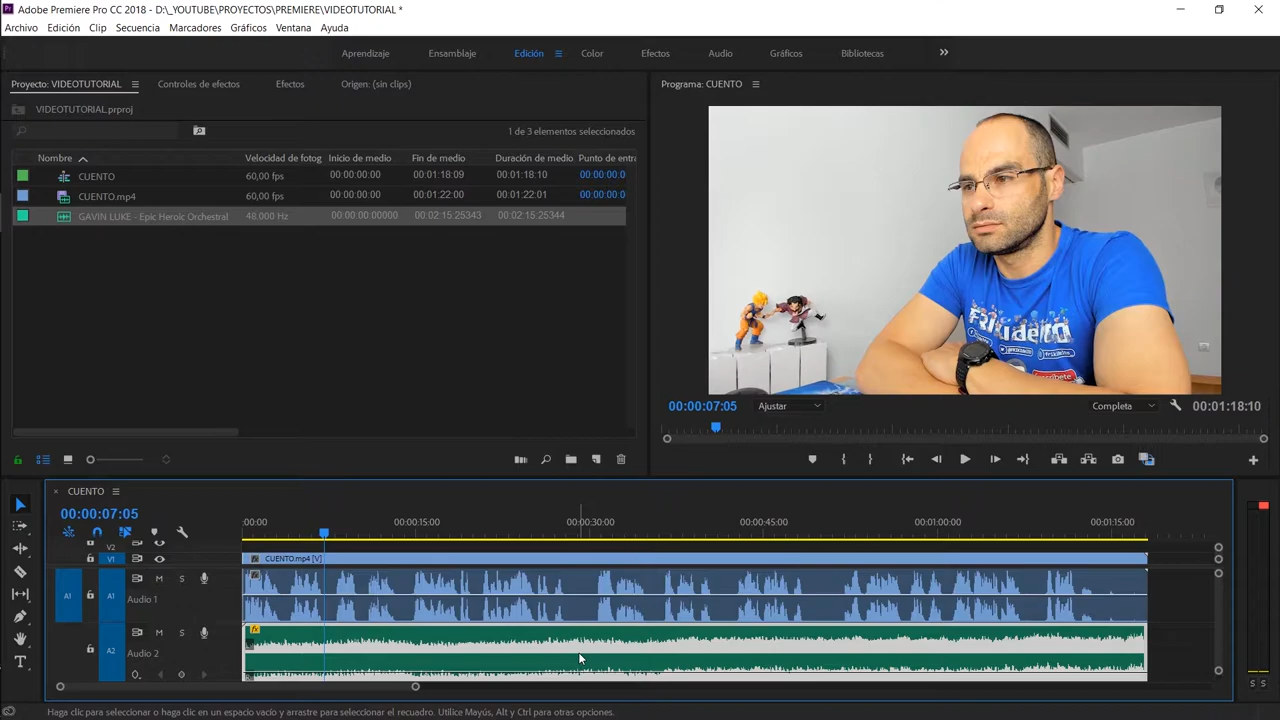 Adobe Premiere Pro CC 2018 - D:\_YOUTUBE\PROYECTOS\PREMIERE\VIDEOTUTORIAL *
Archivo Edición Clip Secuencia Marcadores Gráficos Ventana Ayuda
Aprendizaje Ensamblaje Edición Color Efectos Audio Gráficos Bibliotecas
Proyecto: VIDEOTUTORIAL Controles de efectos Efectos Origen: (sin clips)
VIDEOTUTORIAL.prproj
1 de 3 elementos seleccionados
Nombre Velocidad de fotog Inicio de medio Fin de medio Duración de medio Punto de entra
CUENTO 60,00 fps 00:00:00:00 00:01:18:09 00:01:18:10 00:00:00:0
CUENTO.mp4 60,00 fps 00:00:00:00 00:01:22:00 00:01:22:01 00:00:00:0
GAVIN LUKE - Epic Heroic Orchestral 48.000 Hz 00:00:00:00000 00:02:15:25343 00:02:15:25344
Programa: CUENTO
FRikideko
suscríbete
00:00:07:05 Ajustar Completa 00:01:18:10
CUENTO
00:00:07:05
:00:00 00:00:15:00 00:00:30:00 00:00:45:00 00:01:00:00 00:01:15:00
V2
V1 CUENTO.mp4 [V]
A1 A1 M S
Audio 1
fx
M S
A2 Audio 2
S S
Haga clic para seleccionar o haga clic en un espacio vacío y arrastre para seleccionar el recuadro. Utilice Mayús, Alt y Ctrl para otras opciones.